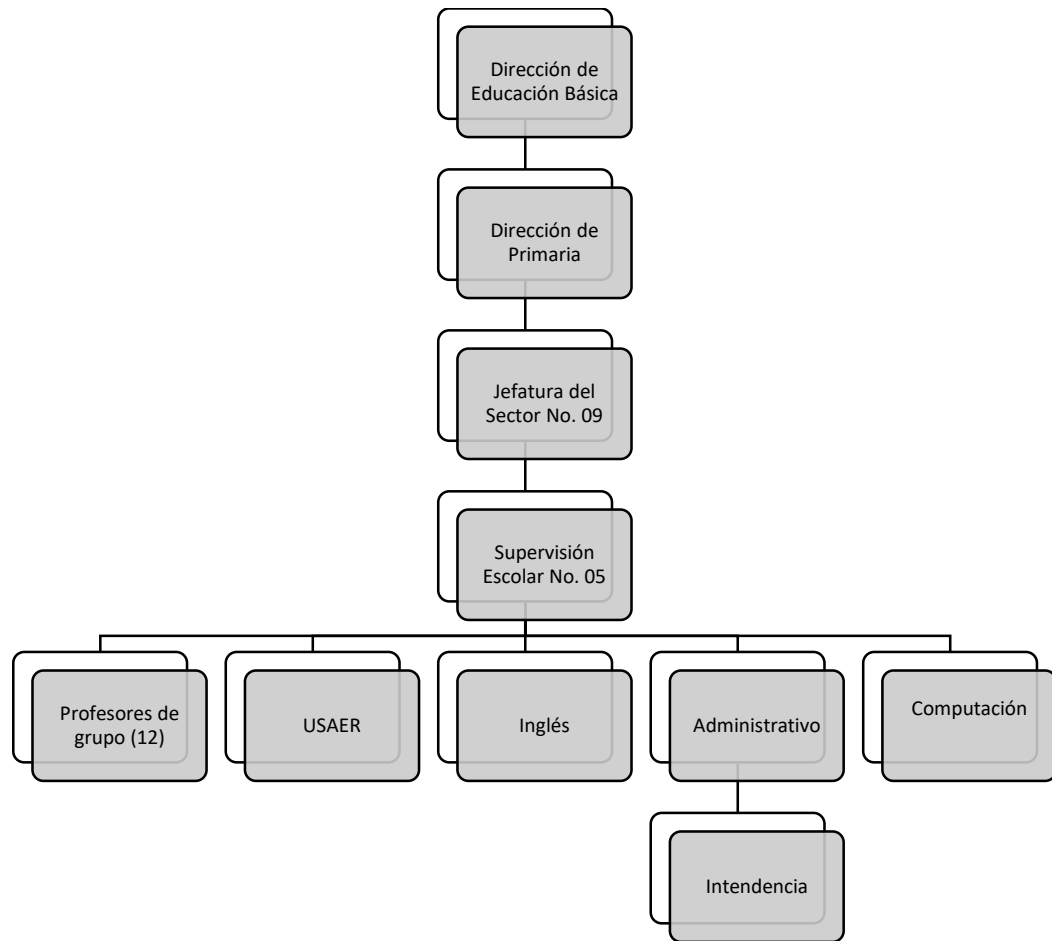 Dirección de
Educación Básica
Dirección de
Primaria
Jefatura del
Sector No. 09
Supervisión
Escolar No. 05
Profesores de
grupo (12)
USAER
Inglés
Administrativo
Computación
Intendencia